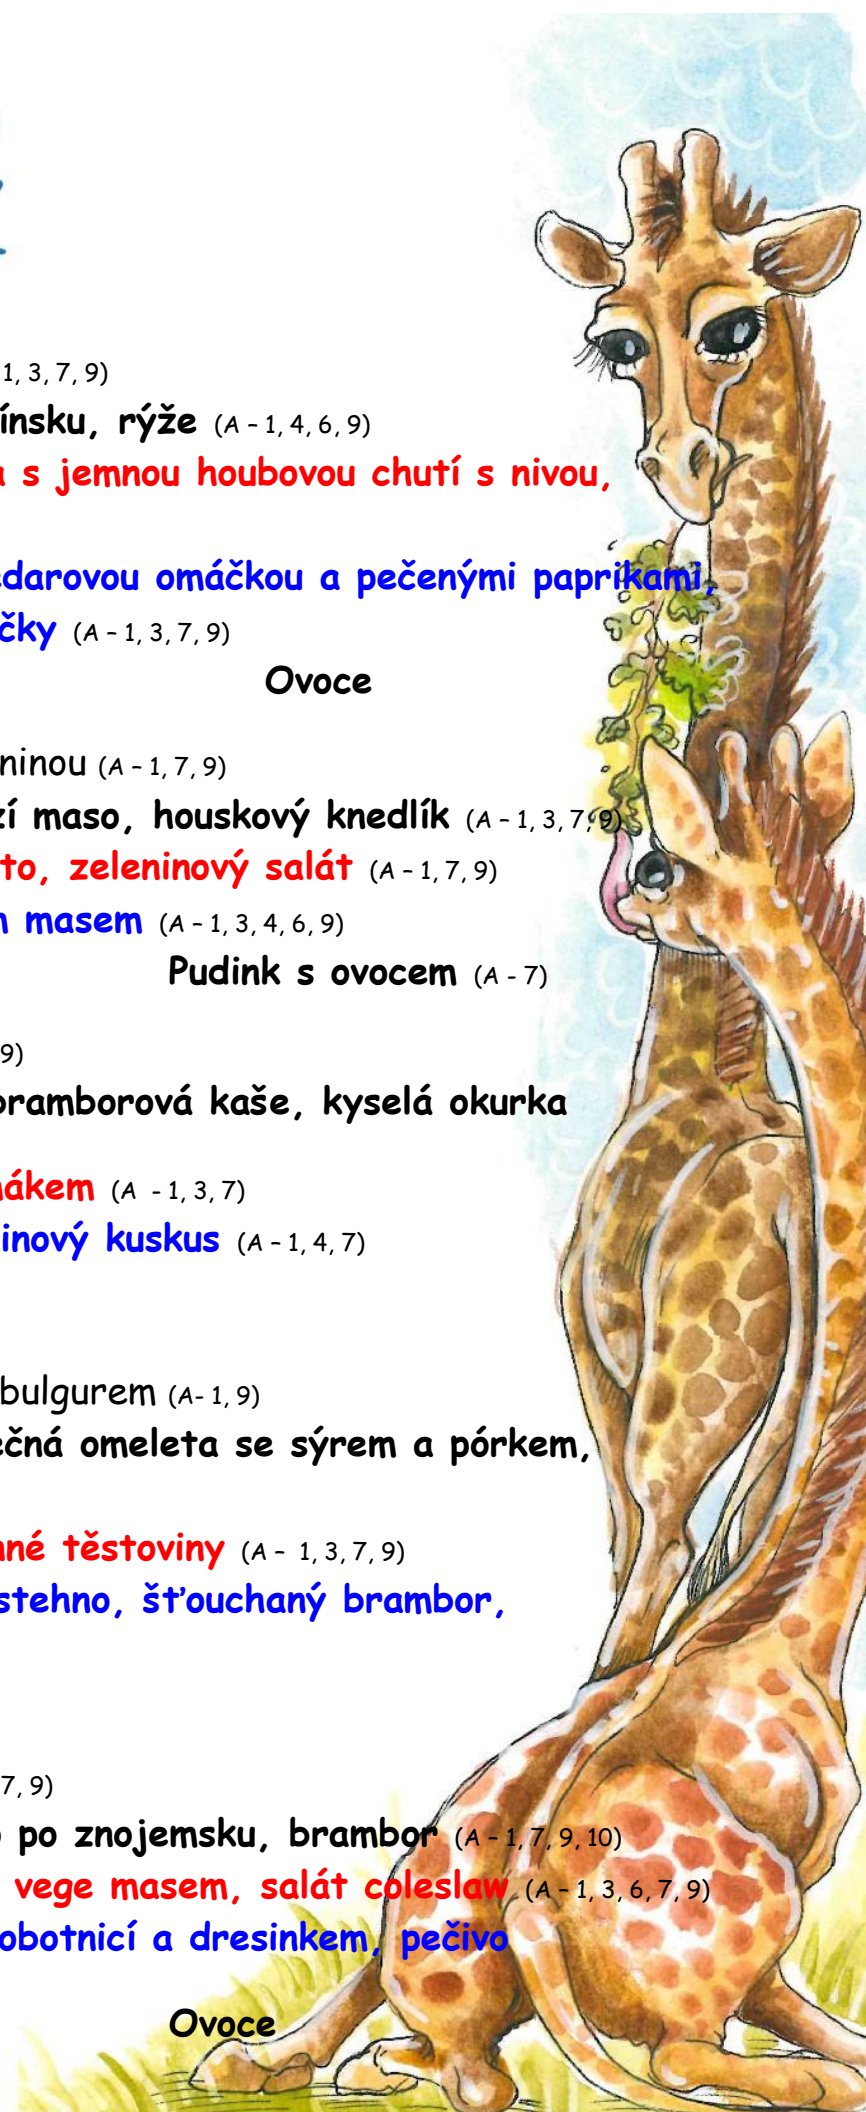 1, 3, 7, 9)
ínsku, rýže (A – 1, 4, 6, 9)
s jemnou houbovou chutí s nivou,
edarovou omáčkou a pečenými paprikami,
čky (A – 1, 3, 7, 9)
Ovoce
ninou (A – 1, 7, 9)
zí maso, houskový knedlík (A – 1, 3, 7, 9)
to, zeleninový salát (A – 1, 7, 9)
masem (A – 1, 3, 4, 6, 9)
Pudink s ovocem (A - 7)
9)
bramborová kaše, kyselá okurka
mákem (A - 1, 3, 7)
inový kuskus (A – 1, 4, 7)
bulgurem (A- 1, 9)
ečná omeleta se sýrem a pórkem,
nné těstoviny (A – 1, 3, 7, 9)
stehno, šťouchaný brambor,
7, 9)
po znojemsku, brambor (A – 1, 7, 9, 10)
vege masem, salát coleslaw (A – 1, 3, 6, 7, 9)
obotnicí a dresinkem, pečivo
Ovoce